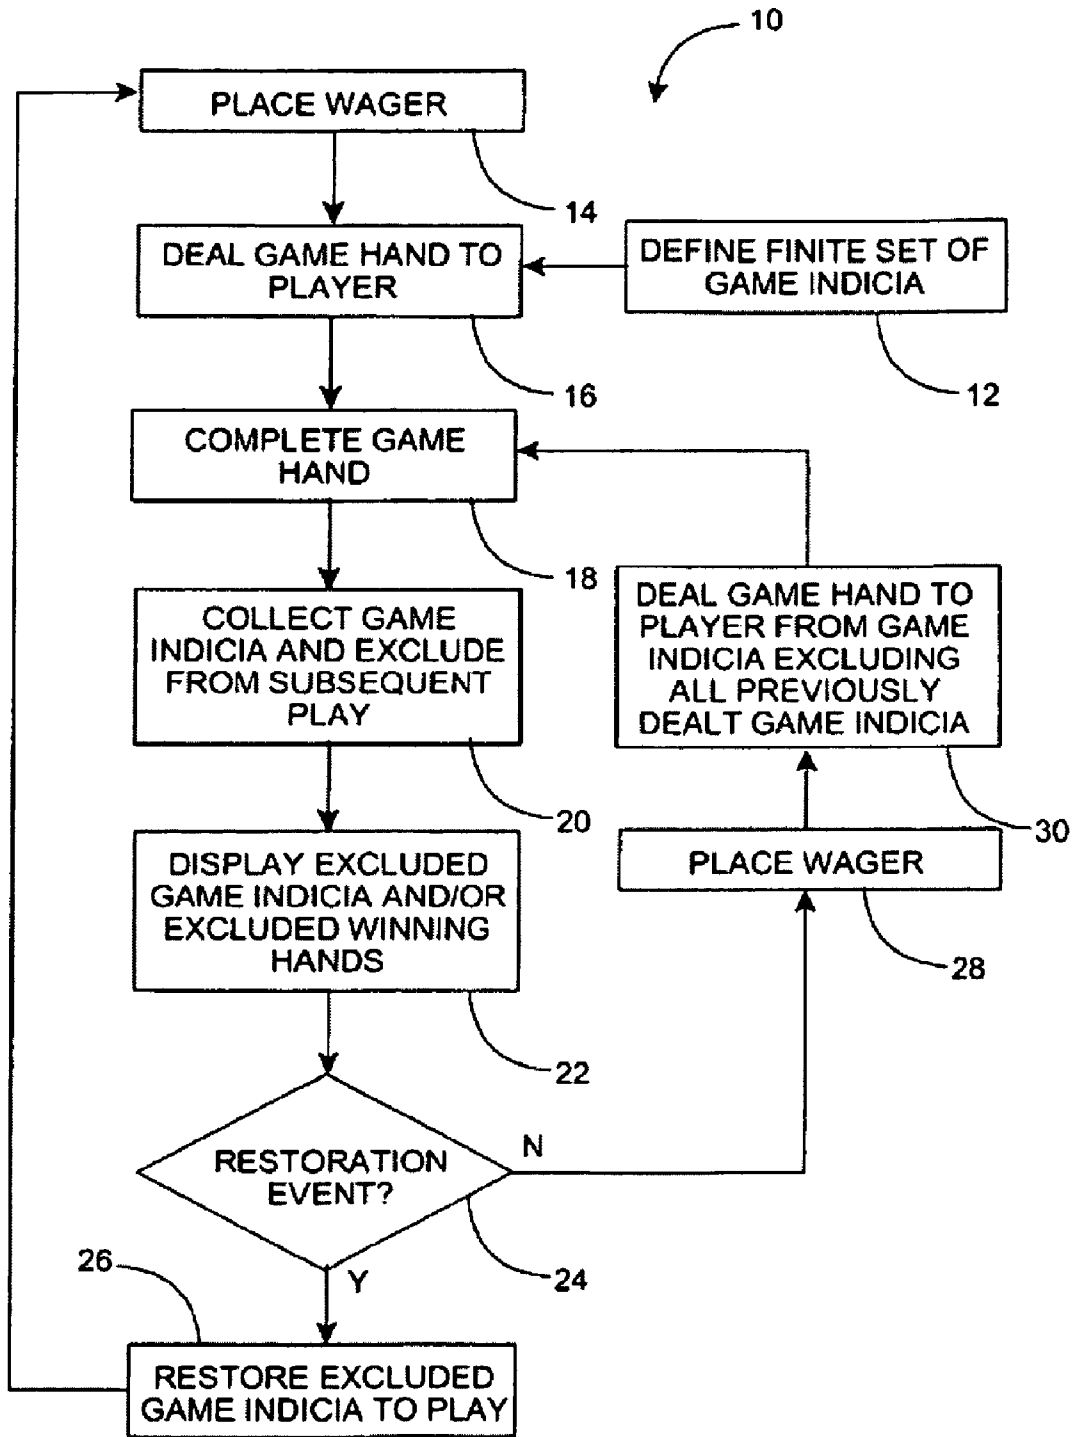 10
PLACE WAGER
14
DEAL GAME HAND TO
PLAYER
DEFINE FINITE SET OF
GAME INDICIA
16
12
COMPLETE GAME
HAND
18
COLLECT GAME
INDICIA AND EXCLUDE
FROM SUBSEQUENT
PLAY
DEAL GAME HAND TO
PLAYER FROM GAME
INDICIA EXCLUDING
ALL PREVIOUSLY
DEALT GAME INDICIA
20
30
DISPLAY EXCLUDED
GAME INDICIA AND/OR
EXCLUDED WINNING
HANDS
PLACE WAGER
28
22
RESTORATION
EVENT?
N
24
Y
26
RESTORE EXCLUDED
GAME INDICIA TO PLAY